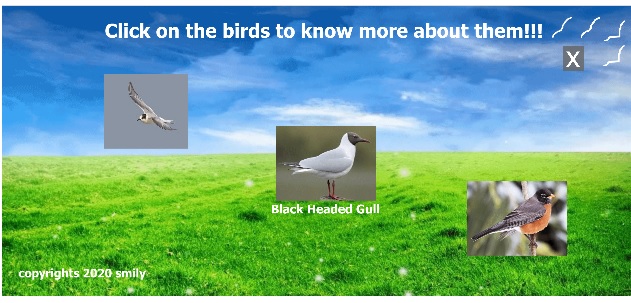 Click on the birds to know more about them!!!
X
Black Headed Gull
copyrights 2020 smily